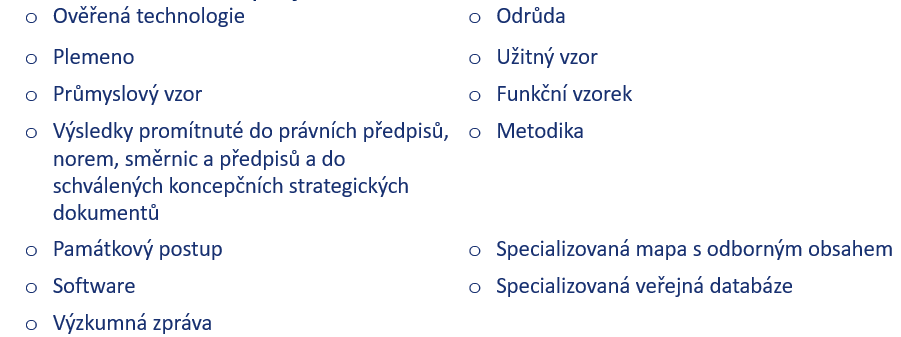 o Ověřená technologie
o Odrůda
o Plemeno
o Užitný vzor
o Průmyslový vzor
o Funkční vzorek
o Výsledky promítnuté do právních předpisů,
norem, směrnic a předpisů a do
schválených koncepčních strategických
dokumentů
o Metodika
o Památkový postup
o Specializovaná mapa s odborným obsahem
o Software
o Specializovaná veřejná databáze
o Výzkumná zpráva